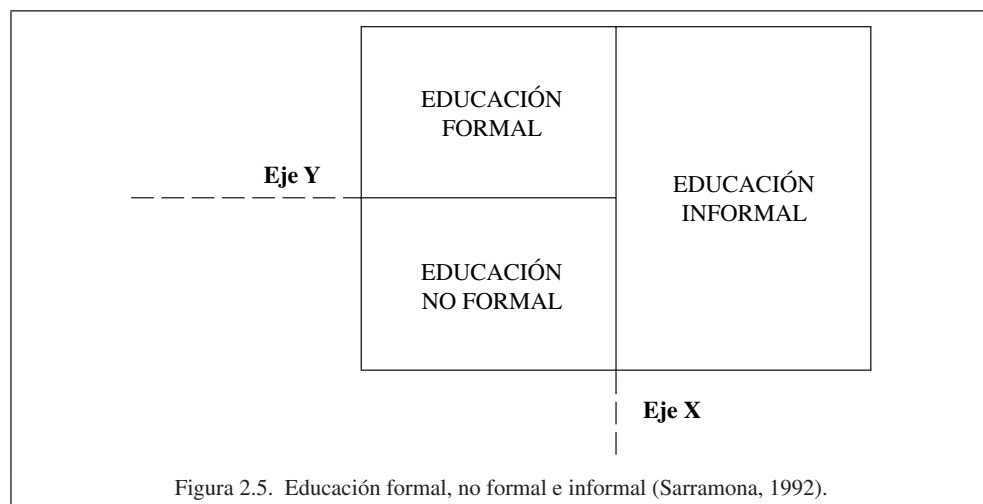 EDUCACIÓN
FORMAL
Eje Y
EDUCACIÓN
INFORMAL
EDUCACIÓN
NO FORMAL
Eje X
Figura 2.5. Educación formal, no formal e informal (Sarramona, 1992).